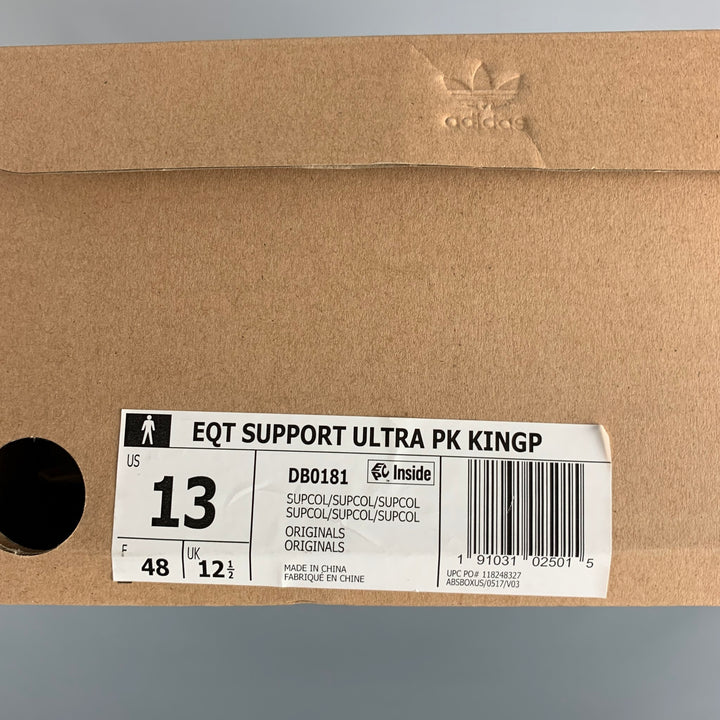 adidas
EQT SUPPORT ULTRA PK KINGP
US
13
F
48
UK
12 1/2
DB0181
Inside
SUPCOL/SUPCOL/SUPCOL
SUPCOL/SUPCOL/SUPCOL
ORIGINALS
ORIGINALS
MADE IN CHINA
FABRIQUÉ EN CHINE
1 91031 02501 5
UPC PO# 118248327
ABSBOXUS/0517/V03